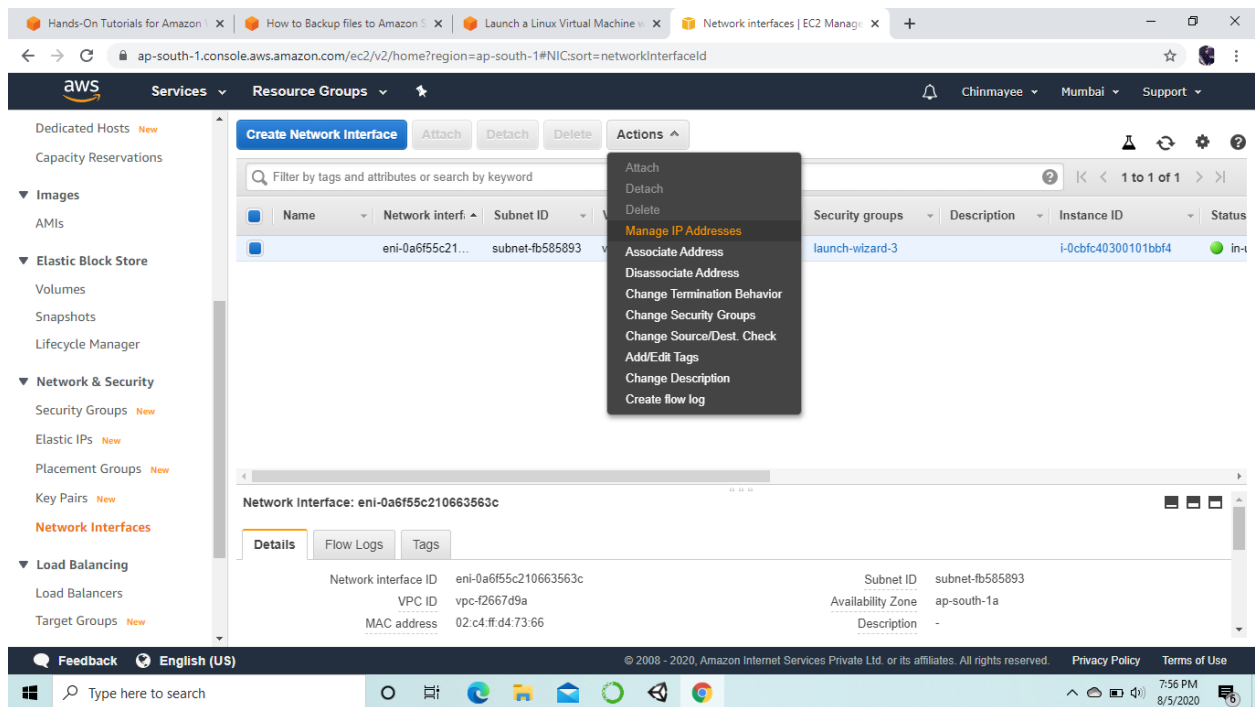 Hands-On Tutorials for Amazon
How to Backup files to Amazon S
Launch a Linux Virtual Machine w
Network interfaces | EC2 Manage
ap-south-1.console.aws.amazon.com/ec2/v2/home?region=ap-south-1#NIC:sort=networkInterfaceId
aws Services Resource Groups Chinmayee Mumbai Support
Dedicated Hosts New
Capacity Reservations
Images
AMIs
Elastic Block Store
Volumes
Snapshots
Lifecycle Manager
Network & Security
Security Groups New
Elastic IPs New
Placement Groups New
Key Pairs New
Network Interfaces
Load Balancing
Load Balancers
Target Groups New
Create Network Interface Attach Detach Delete Actions
Filter by tags and attributes or search by keyword 1 to 1 of 1
Name Network interf Subnet ID V Security groups Description Instance ID Status
eni-0a6f55c21... subnet-fb585893 v launch-wizard-3 i-0cbfc40300101bbf4 in-u
Attach
Detach
Delete
Manage IP Addresses
Associate Address
Disassociate Address
Change Termination Behavior
Change Security Groups
Change Source/Dest. Check
Add/Edit Tags
Change Description
Create flow log
Network Interface: eni-0a6f55c210663563c
Details Flow Logs Tags
Network interface ID eni-0a6f55c210663563c Subnet ID subnet-fb585893
VPC ID vpc-f2667d9a Availability Zone ap-south-1a
MAC address 02:c4:ff:d4:73:66 Description -
Feedback English (US) © 2008 - 2020, Amazon Internet Services Private Ltd. or its affiliates. All rights reserved. Privacy Policy Terms of Use
Type here to search
7:56 PM
8/5/2020
6